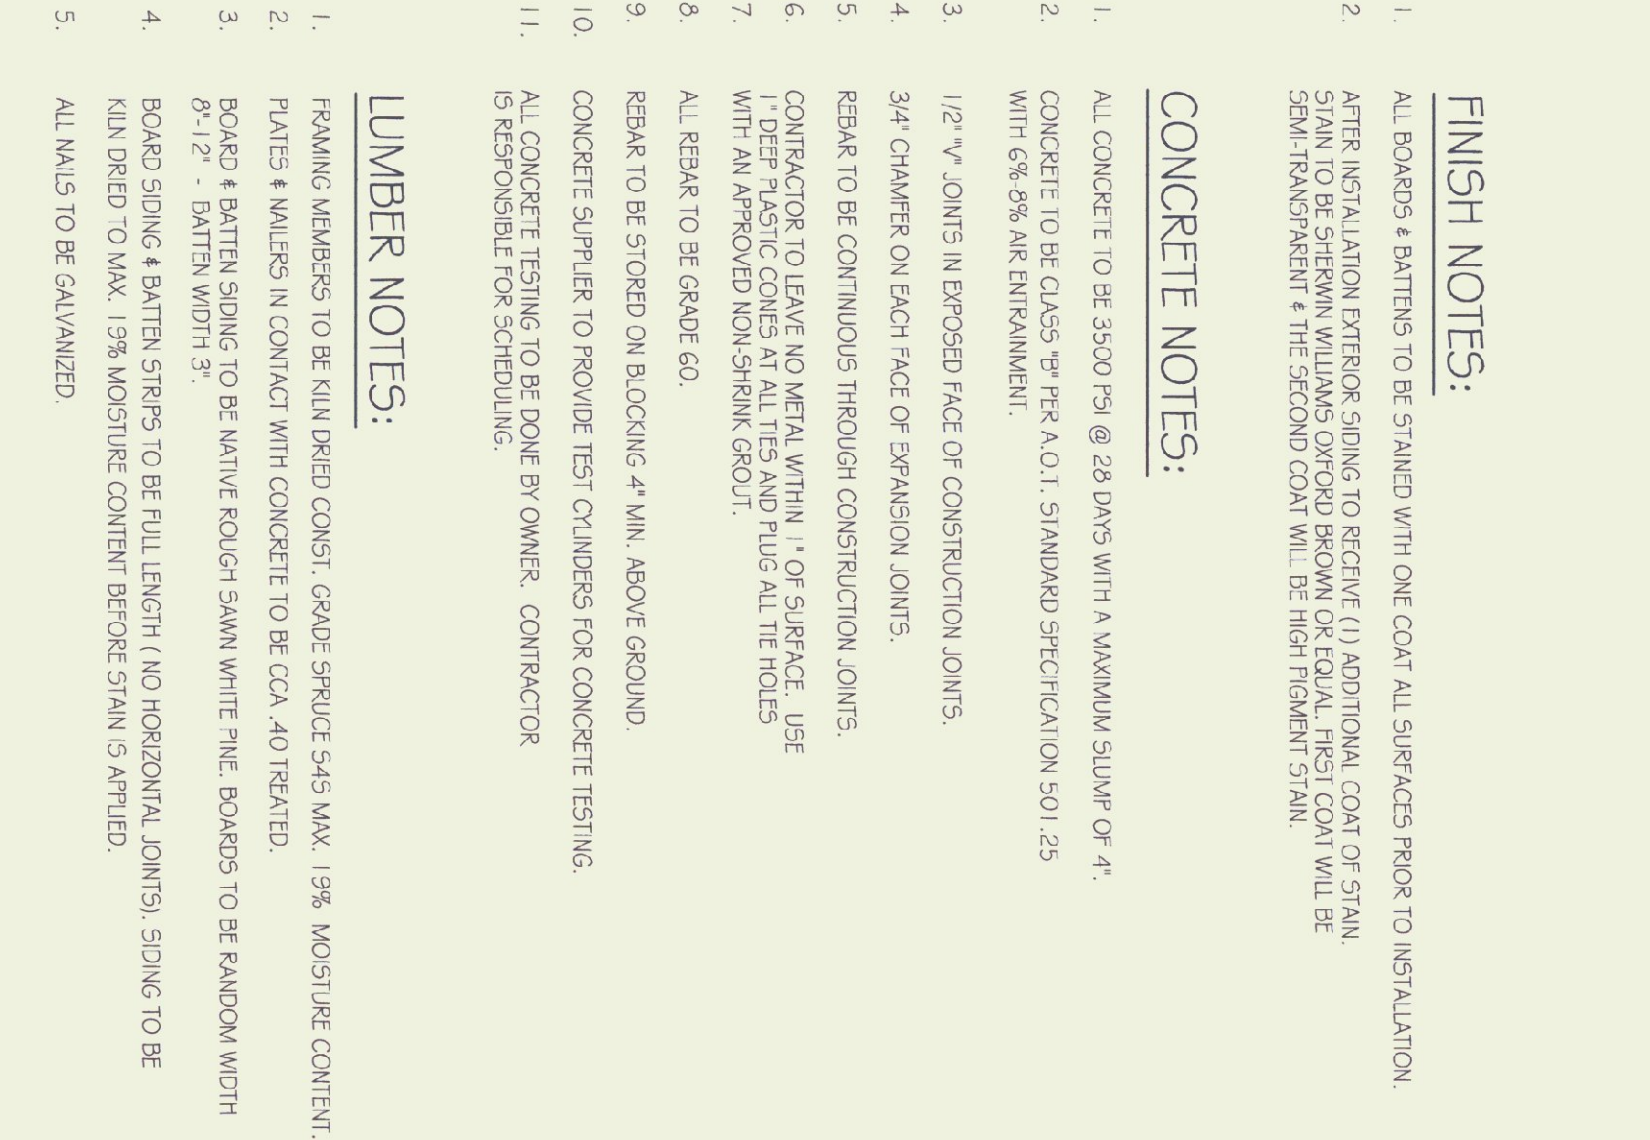 FINISH NOTES:
1. ALL BOARDS & BATTENS TO BE STAINED WITH ONE COAT ALL SURFACES PRIOR TO INSTALLATION.
2. AFTER INSTALLATION EXTERIOR SIDING TO RECEIVE (1) ADDITIONAL COAT OF STAIN.
STAIN TO BE SHERWIN WILLIAMS OXFORD BROWN OR EQUAL. FIRST COAT WILL BE
SEMI-TRANSPARENT & THE SECOND COAT WILL BE HIGH PIGMENT STAIN.
CONCRETE NOTES:
1. ALL CONCRETE TO BE 3500 PSI @ 28 DAYS WITH A MAXIMUM SLUMP OF 4".
2. CONCRETE TO BE CLASS "B" PER A.O.T. STANDARD SPECIFICATION 501.25
WITH 6%-8% AIR ENTRAINMENT.
3. 1/2" "V" JOINTS IN EXPOSED FACE OF CONSTRUCTION JOINTS.
4. 3/4" CHAMFER ON EACH FACE OF EXPANSION JOINTS.
5. REBAR TO BE CONTINUOUS THROUGH CONSTRUCTION JOINTS.
6. CONTRACTOR TO LEAVE NO METAL WITHIN 1" OF SURFACE. USE
1" DEEP PLASTIC CONES AT ALL TIES AND PLUG ALL TIE HOLES
7. WITH AN APPROVED NON-SHRINK GROUT.
8. ALL REBAR TO BE GRADE 60.
9. REBAR TO BE STORED ON BLOCKING 4" MIN. ABOVE GROUND.
10. CONCRETE SUPPLIER TO PROVIDE TEST CYLINDERS FOR CONCRETE TESTING.
11. ALL CONCRETE TESTING TO BE DONE BY OWNER. CONTRACTOR
IS RESPONSIBLE FOR SCHEDULING.
LUMBER NOTES:
1. FRAMING MEMBERS TO BE KILN DRIED CONST. GRADE SPRUCE S4S MAX. 19% MOISTURE CONTENT.
2. PLATES & NAILERS IN CONTACT WITH CONCRETE TO BE CCA .40 TREATED.
3. BOARD & BATTEN SIDING TO BE NATIVE ROUGH SAWN WHITE PINE. BOARDS TO BE RANDOM WIDTH
8"-12" - BATTEN WIDTH 3".
4. BOARD SIDING & BATTEN STRIPS TO BE FULL LENGTH ( NO HORIZONTAL JOINTS). SIDING TO BE
KILN DRIED TO MAX. 19% MOISTURE CONTENT BEFORE STAIN IS APPLIED.
5. ALL NAILS TO BE GALVANIZED.